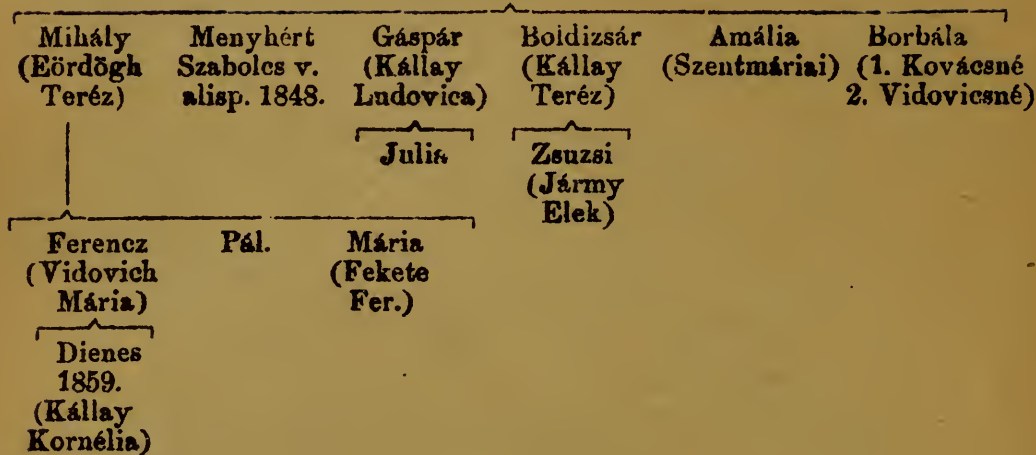 Mihály Menyhért Gáspár Boldizsár Amália Borbála
(Eördögh Szabolcs v. (Kállay (Kállay (Szentmáriai) (1. Kovácsné
Teréz) alisp. 1848. Ludovica) Teréz) 2. Vidovicsné)
Julia Zsuzsi
(Jármy
Elek)
Ferencz Pál. Mária
(Vidovich (Fekete
Mária) Fer.)
Dienes
1859.
(Kállay
Kornélia)